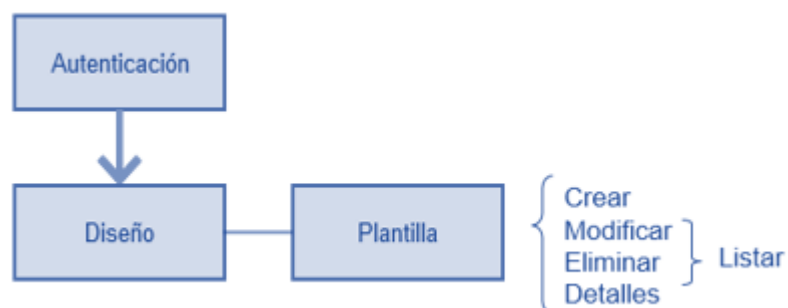 Autenticación
Diseño
Plantilla
Crear
Modificar
Eliminar
Detalles
Listar